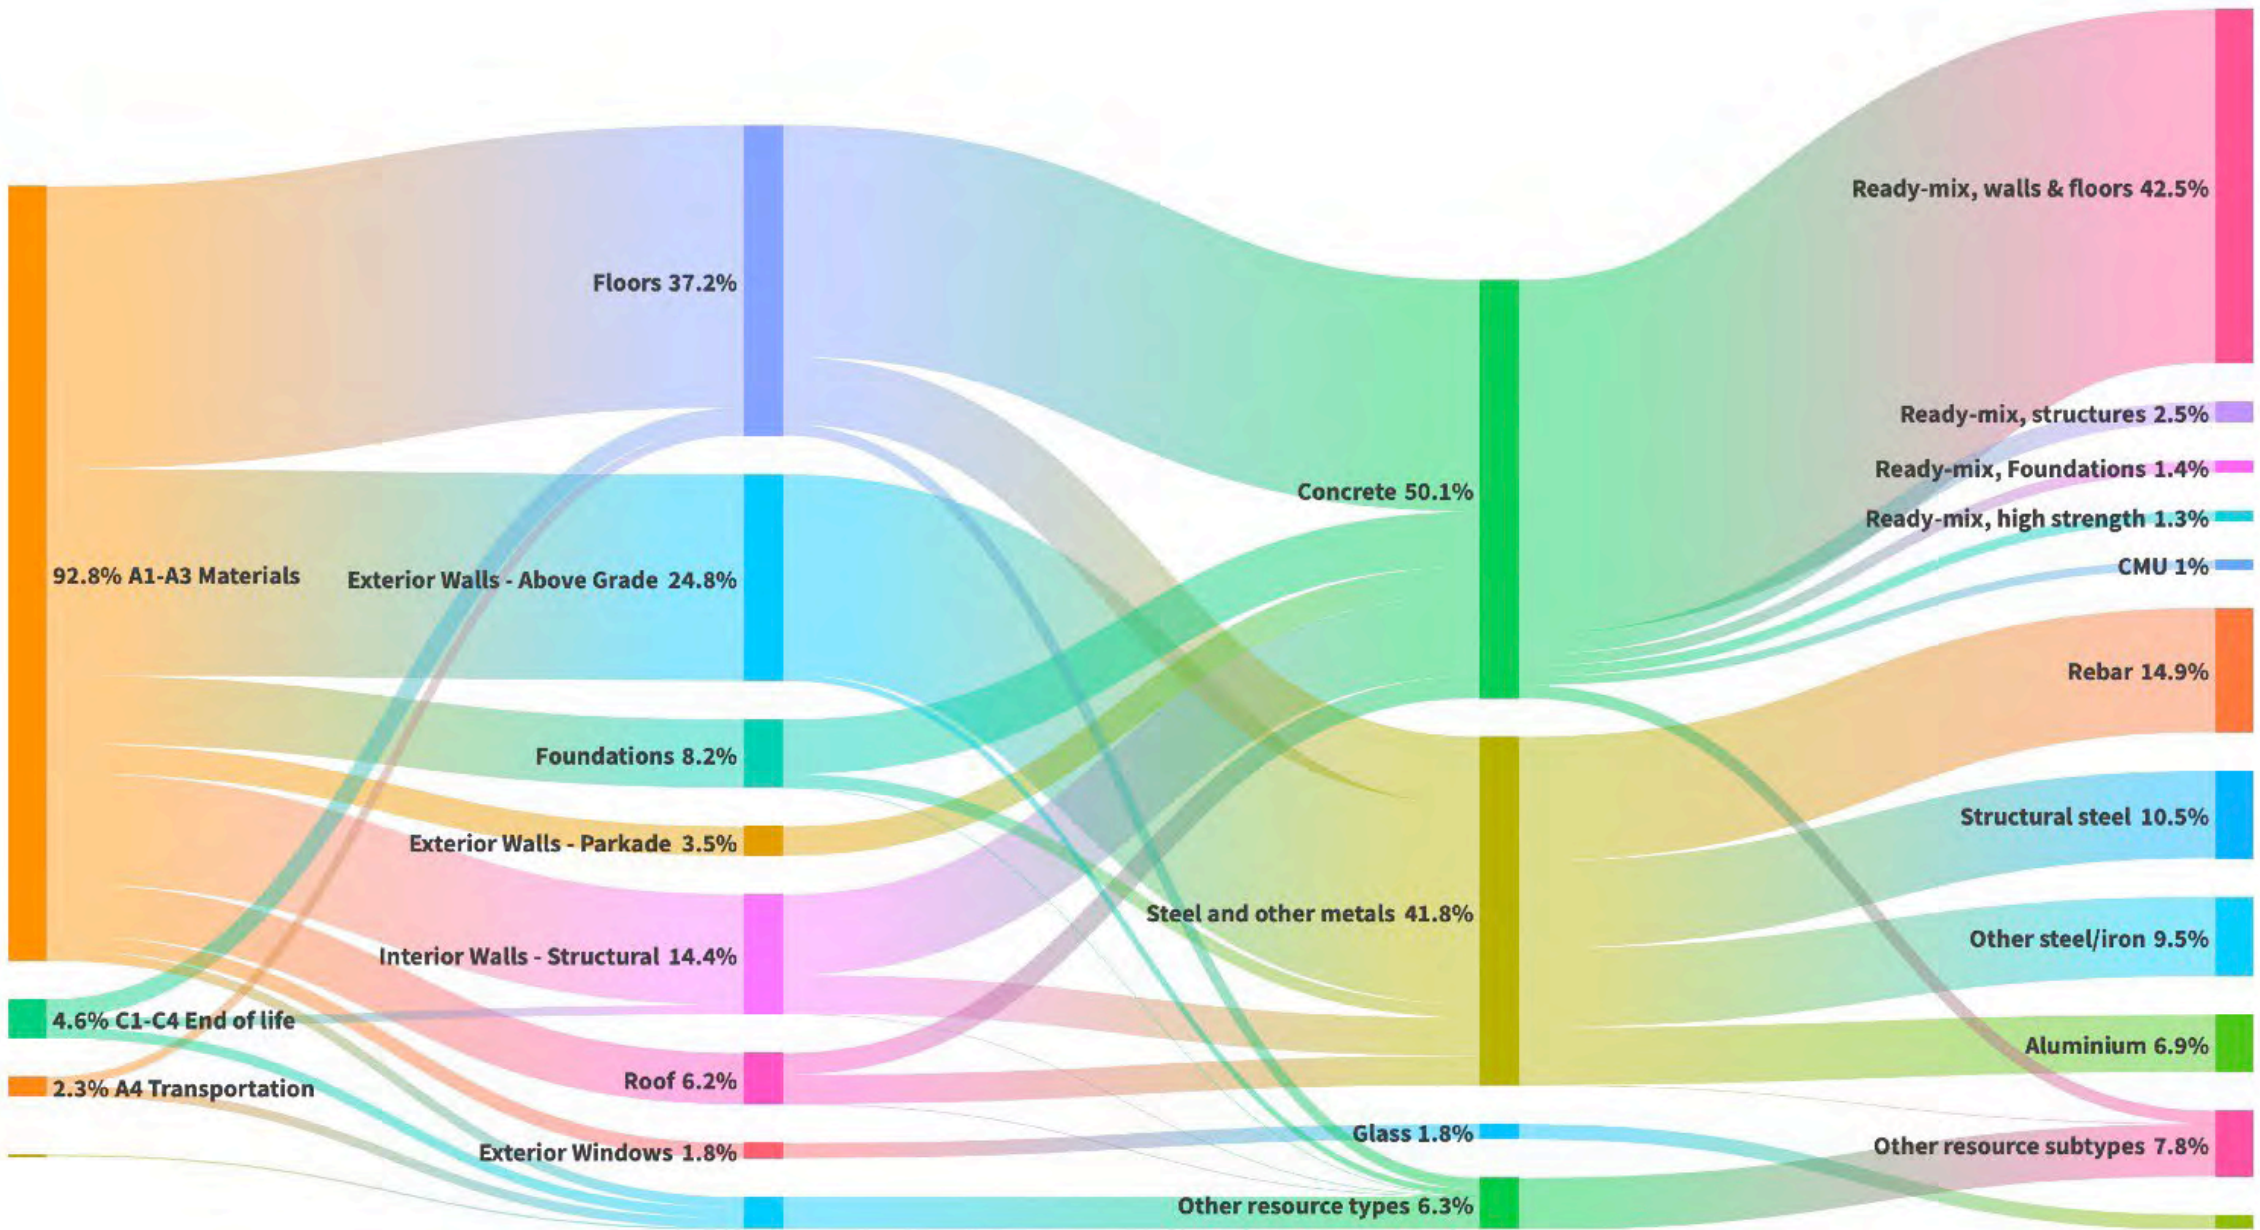 92.8% A1-A3 Materials
4.6% C1-C4 End of life
2.3% A4 Transportation
Floors 37.2%
Exterior Walls - Above Grade 24.8%
Foundations 8.2%
Exterior Walls - Parkade 3.5%
Interior Walls - Structural 14.4%
Roof 6.2%
Exterior Windows 1.8%
Concrete 50.1%
Steel and other metals 41.8%
Glass 1.8%
Other resource types 6.3%
Ready-mix, walls & floors 42.5%
Ready-mix, structures 2.5%
Ready-mix, Foundations 1.4%
Ready-mix, high strength 1.3%
CMU 1%
Rebar 14.9%
Structural steel 10.5%
Other steel/iron 9.5%
Aluminium 6.9%
Other resource subtypes 7.8%